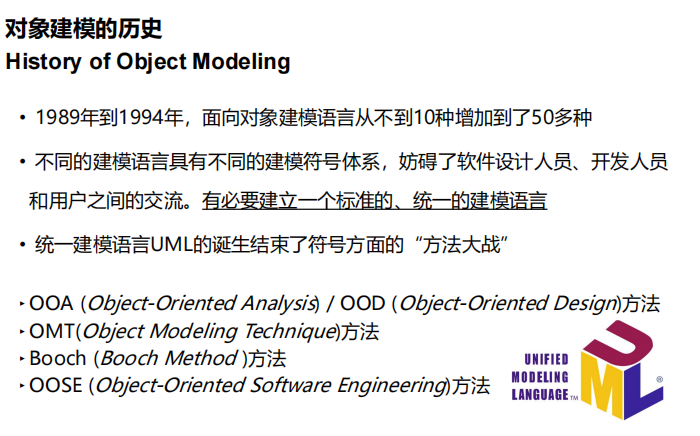 对象建模的历史
History of Object Modeling
• 1989年到1994年，面向对象建模语言从不到10种增加到了50多种
• 不同的建模语言具有不同的建模符号体系，妨碍了软件设计人员、开发人员
和用户之间的交流。有必要建立一个标准的、统一的建模语言
• 统一建模语言UML的诞生结束了符号方面的“方法大战”
‣ OOA (Object-Oriented Analysis) / OOD (Object-Oriented Design)方法
‣ OMT(Object Modeling Technique)方法
‣ Booch (Booch Method )方法
‣ OOSE (Object-Oriented Software Engineering)方法
UNIFIED
MODELING
LANGUAGE™
UML®